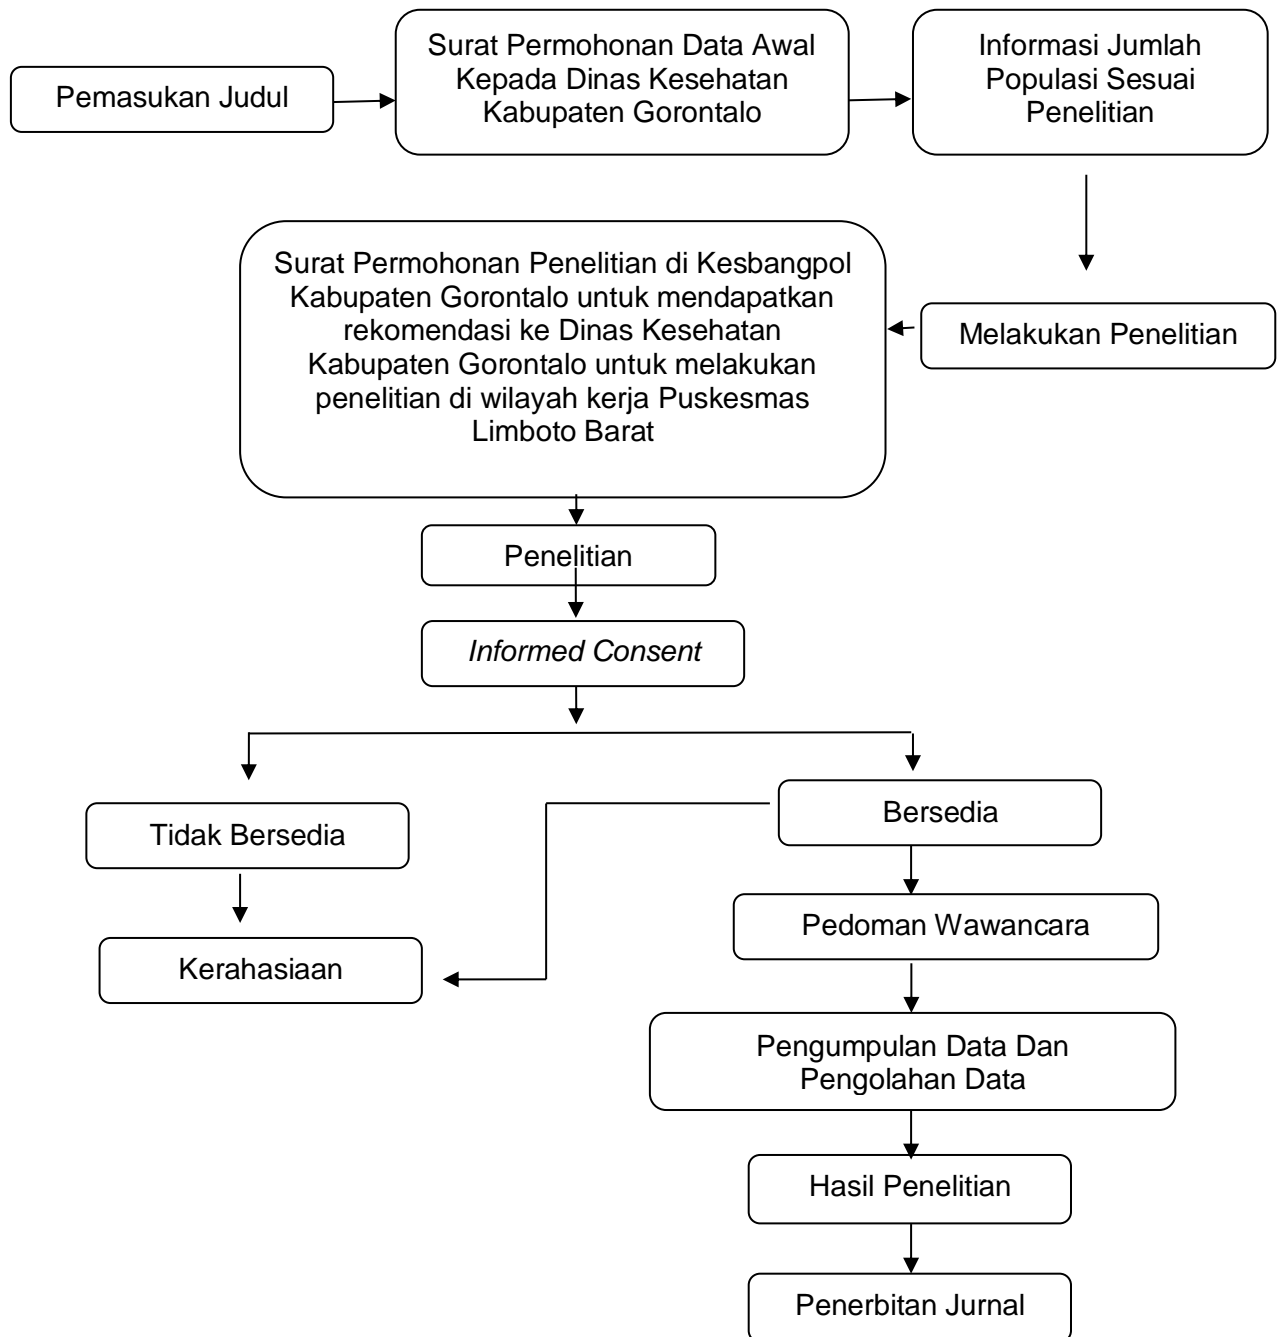 Pemasukan Judul
Surat Permohonan Data Awal
Kepada Dinas Kesehatan
Kabupaten Gorontalo
Informasi Jumlah
Populasi Sesuai
Penelitian
Melakukan Penelitian
Surat Permohonan Penelitian di Kesbangpol
Kabupaten Gorontalo untuk mendapatkan
rekomendasi ke Dinas Kesehatan
Kabupaten Gorontalo untuk melakukan
penelitian di wilayah kerja Puskesmas
Limboto Barat
Penelitian
Informed Consent
Tidak Bersedia
Bersedia
Kerahasiaan
Pedoman Wawancara
Pengumpulan Data Dan
Pengolahan Data
Hasil Penelitian
Penerbitan Jurnal